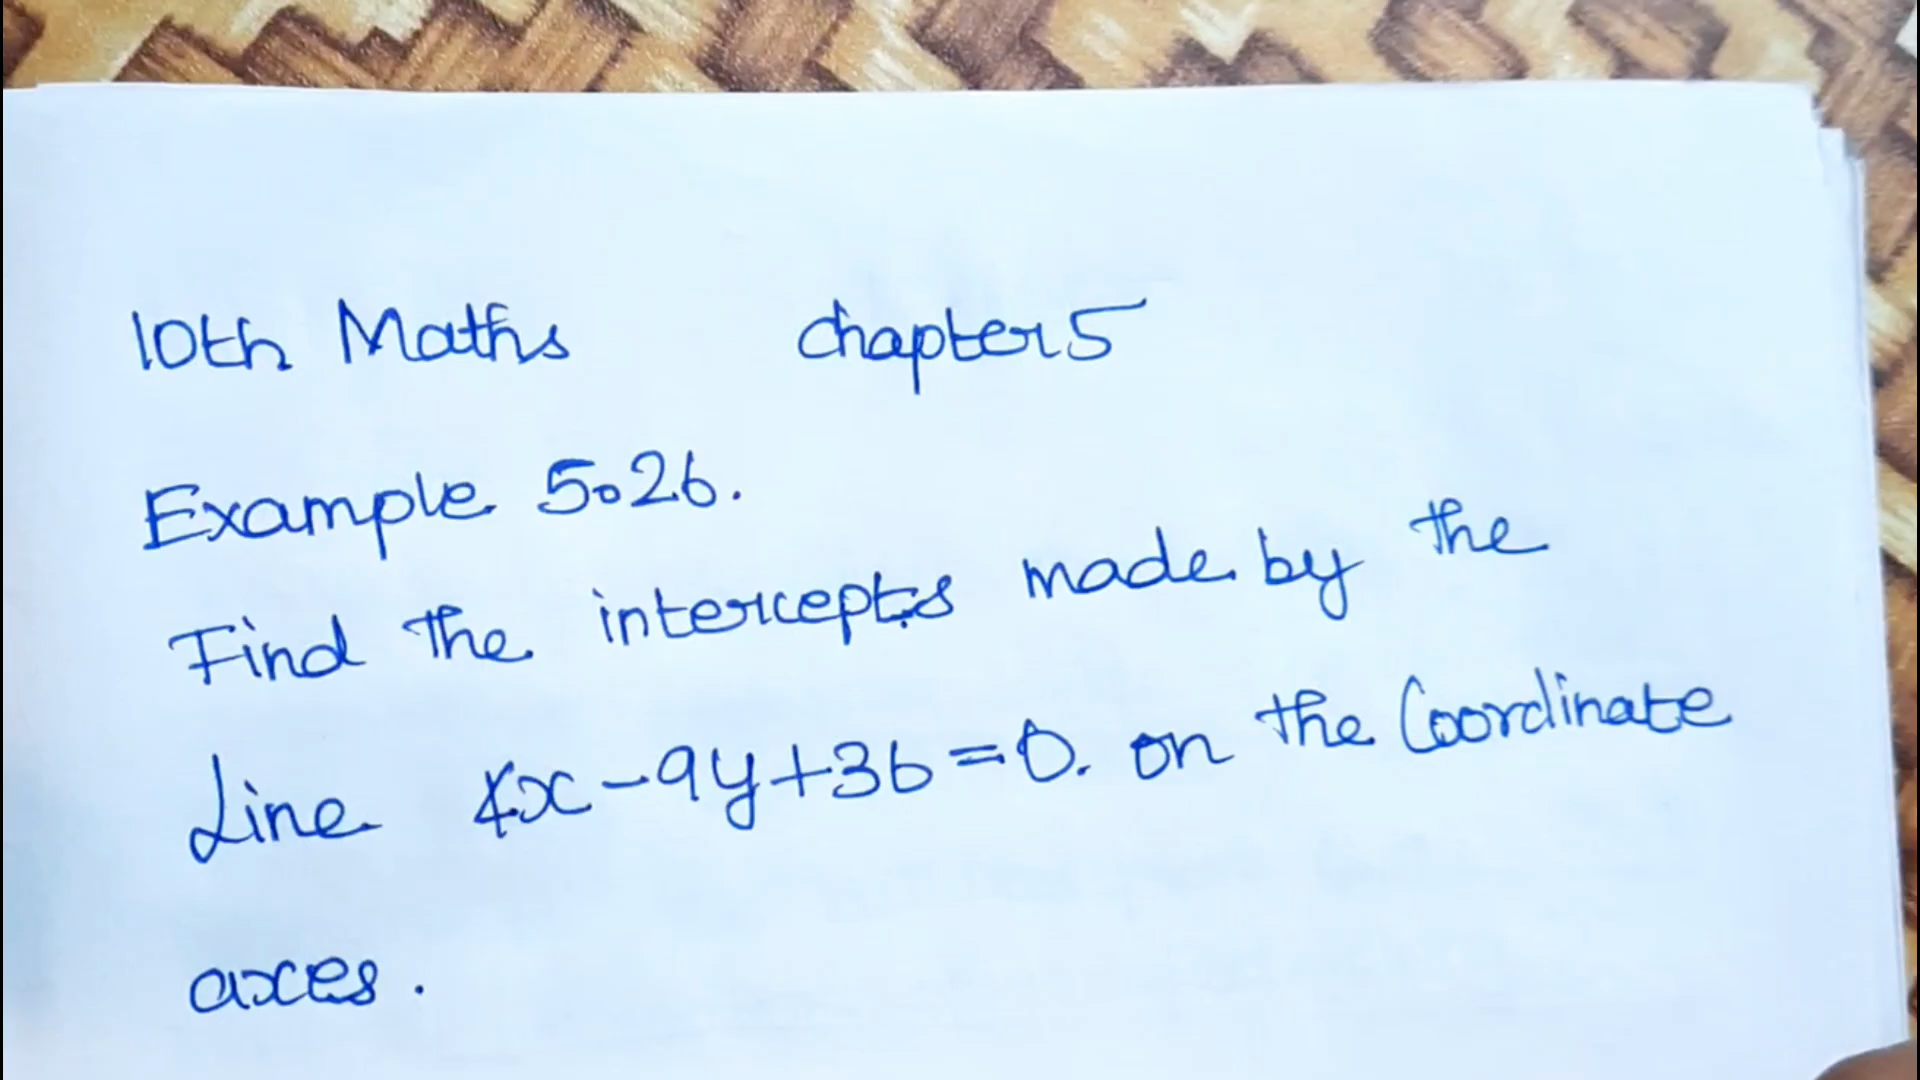 10th Maths chapter 5
Example 5.26.
Find the intercepts made by the
Line 4x-9y+36=0. on the Coordinate
axces.